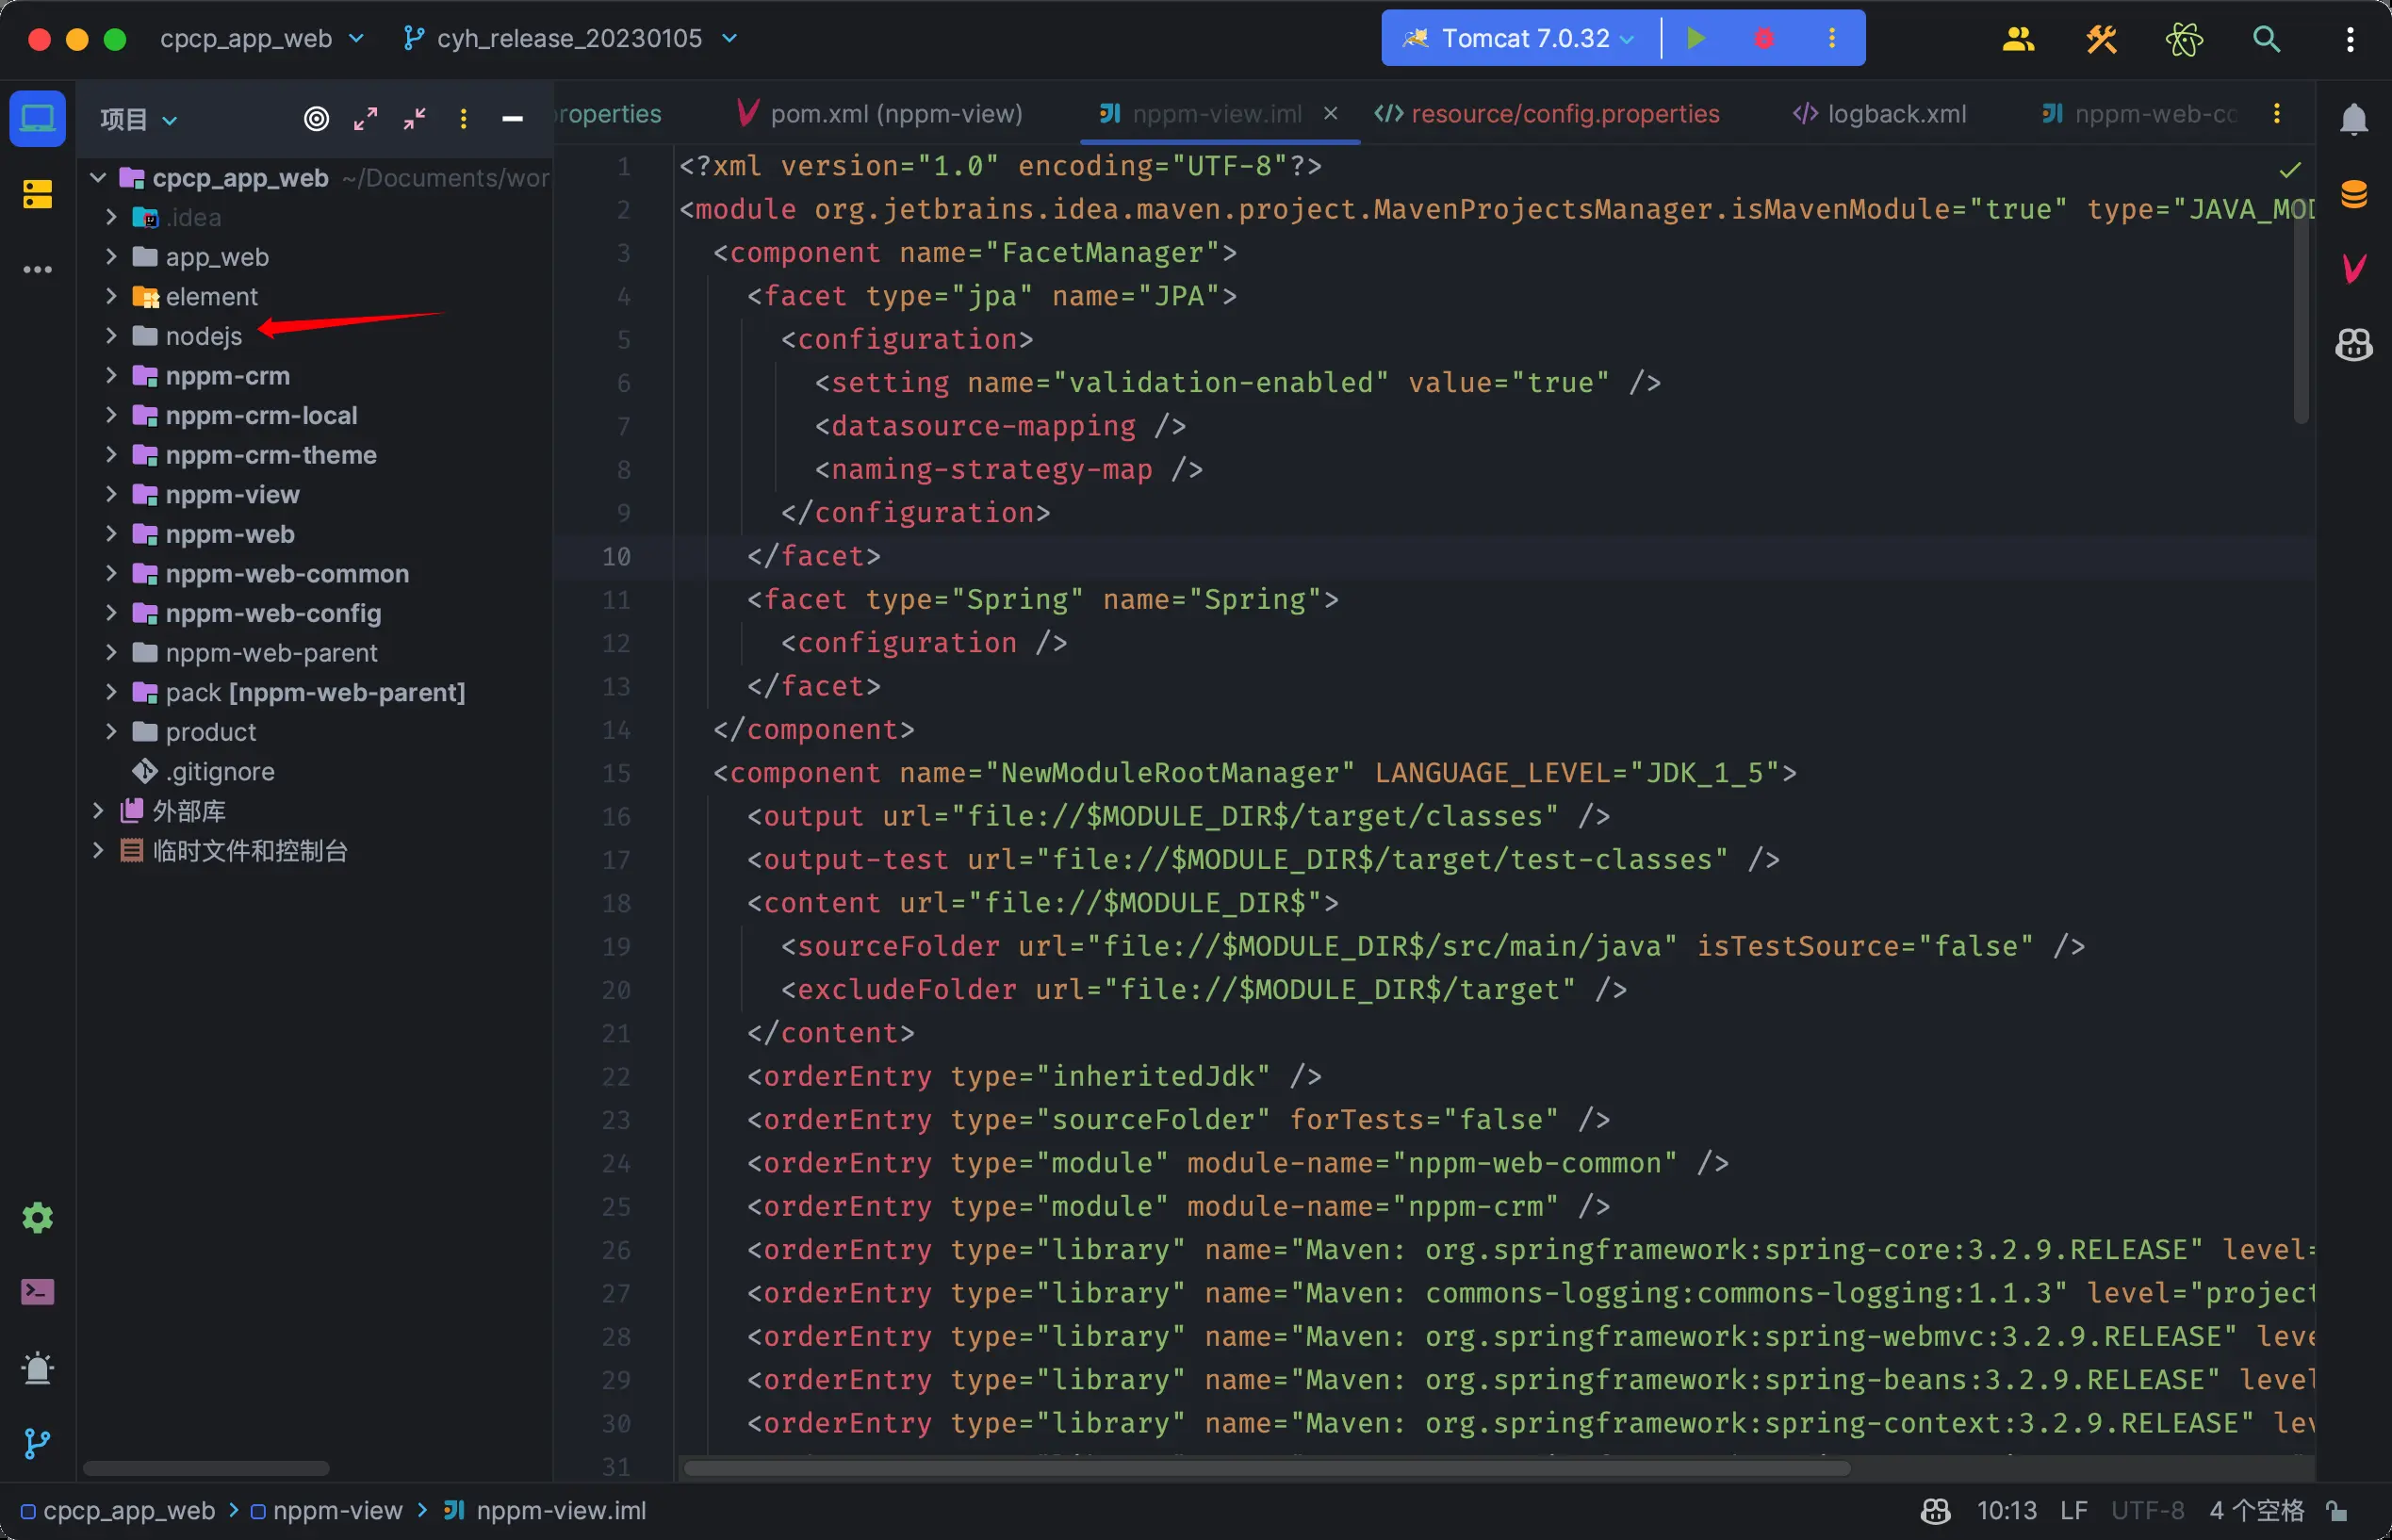 cpcp_app_web
cyh_release_20230105
Tomcat 7.0.32
项目
properties
pom.xml (nppm-view)
nppm-view.iml
resource/config.properties
logback.xml
nppm-web-co
cpcp_app_web ~/Documents/wor
.idea
app_web
element
nodejs
nppm-crm
nppm-crm-local
nppm-crm-theme
nppm-view
nppm-web
nppm-web-common
nppm-web-config
nppm-web-parent
pack [nppm-web-parent]
product
.gitignore
外部库
临时文件和控制台
1 <?xml version="1.0" encoding="UTF-8"?>
2 <module org.jetbrains.idea.maven.project.MavenProjectsManager.isMavenModule="true" type="JAVA_MOD
3 <component name="FacetManager">
4 <facet type="jpa" name="JPA">
5 <configuration>
6 <setting name="validation-enabled" value="true" />
7 <datasource-mapping />
8 <naming-strategy-map />
9 </configuration>
10 </facet>
11 <facet type="Spring" name="Spring">
12 <configuration />
13 </facet>
14 </component>
15 <component name="NewModuleRootManager" LANGUAGE_LEVEL="JDK_1_5">
16 <output url="file://$MODULE_DIR$/target/classes" />
17 <output-test url="file://$MODULE_DIR$/target/test-classes" />
18 <content url="file://$MODULE_DIR$">
19 <sourceFolder url="file://$MODULE_DIR$/src/main/java" isTestSource="false" />
20 <excludeFolder url="file://$MODULE_DIR$/target" />
21 </content>
22 <orderEntry type="inheritedJdk" />
23 <orderEntry type="sourceFolder" forTests="false" />
24 <orderEntry type="module" module-name="nppm-web-common" />
25 <orderEntry type="module" module-name="nppm-crm" />
26 <orderEntry type="library" name="Maven: org.springframework:spring-core:3.2.9.RELEASE" level=
27 <orderEntry type="library" name="Maven: commons-logging:commons-logging:1.1.3" level="project
28 <orderEntry type="library" name="Maven: org.springframework:spring-webmvc:3.2.9.RELEASE" leve
29 <orderEntry type="library" name="Maven: org.springframework:spring-beans:3.2.9.RELEASE" level
30 <orderEntry type="library" name="Maven: org.springframework:spring-context:3.2.9.RELEASE" lev
31
cpcp_app_web > nppm-view > nppm-view.iml
10:13 LF UTF-8 4 个空格